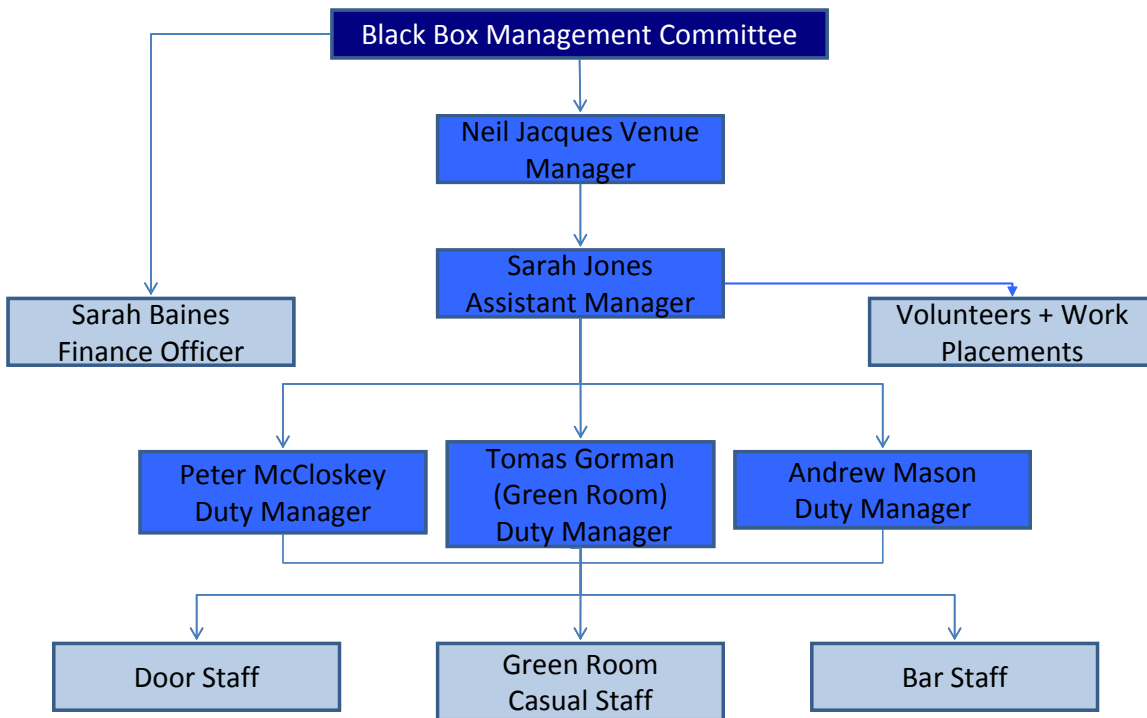 Black Box Management Committee
Neil Jacques Venue
Manager
Sarah Jones
Assistant Manager
Sarah Baines
Finance Officer
Volunteers + Work
Placements
Peter McCloskey
Duty Manager
Tomas Gorman
(Green Room)
Duty Manager
Andrew Mason
Duty Manager
Door Staff
Green Room
Casual Staff
Bar Staff